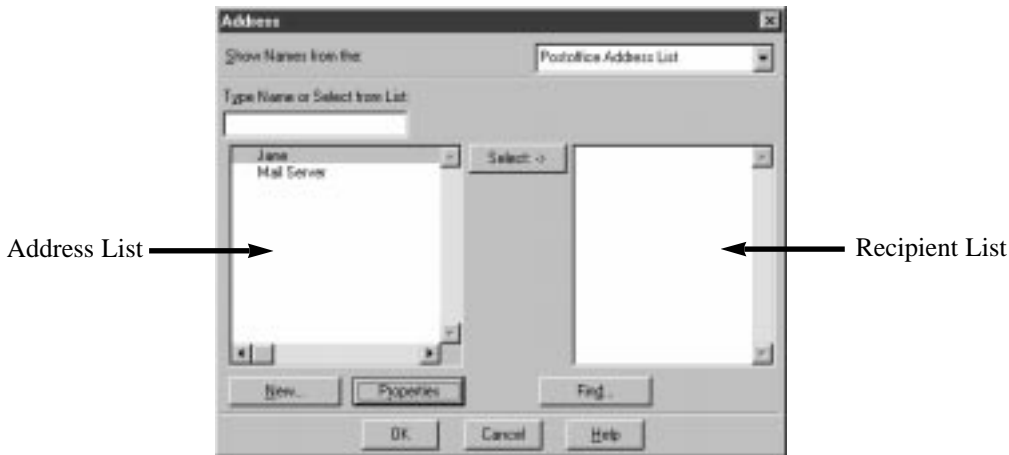 Address
Show Names from the:
Postoffice Address List
Type Name or Select from List:
Jane
Select ->
Mail Server
Address List
Recipient List
New...
Properties
Find...
OK
Cancel
Help